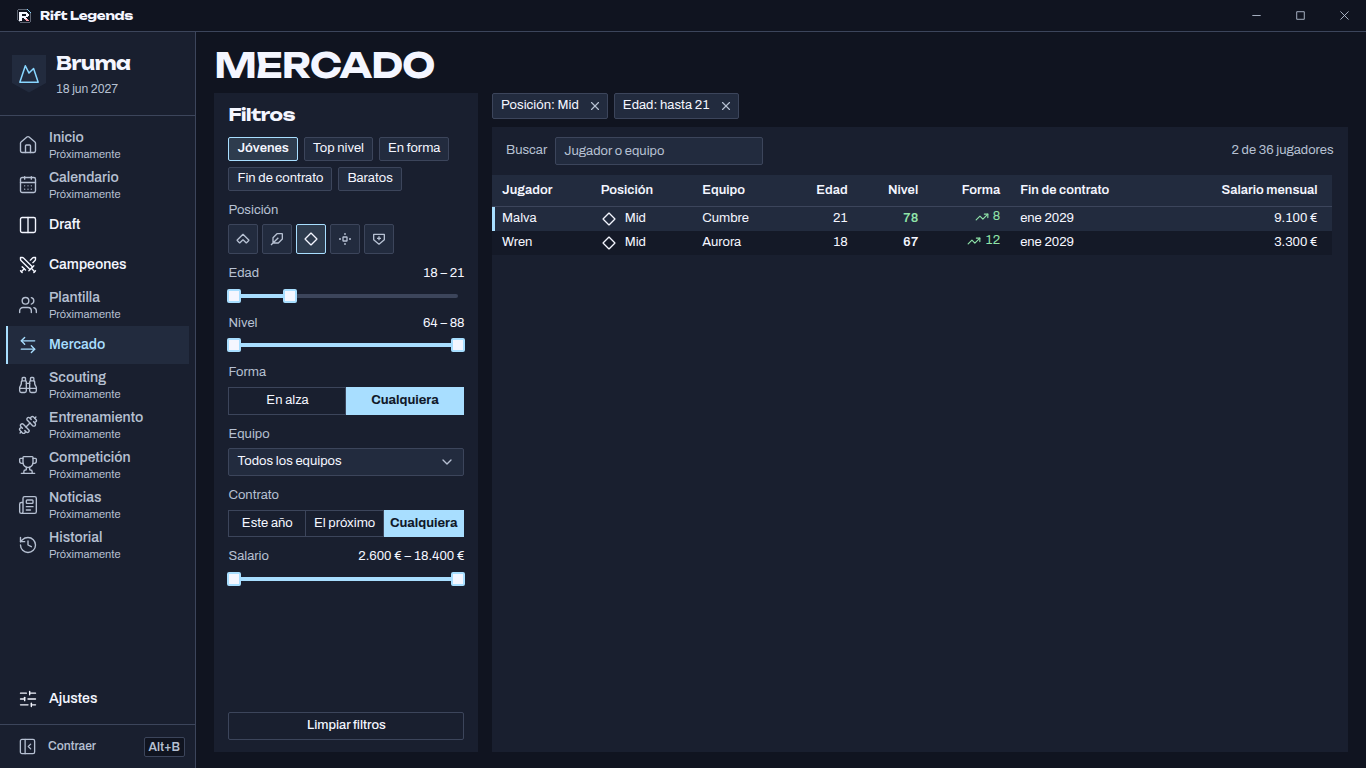 Rift Legends
Bruma
18 jun 2027
Inicio
Próximamente
Calendario
Próximamente
Draft
Campeones
Plantilla
Próximamente
Mercado
Scouting
Próximamente
Entrenamiento
Próximamente
Competición
Próximamente
Noticias
Próximamente
Historial
Próximamente
Ajustes
Contraer Alt+B
MERCADO
Filtros
Jóvenes Top nivel En forma
Fin de contrato Baratos
Posición
Edad 18 – 21
Nivel 64 – 88
Forma
En alza Cualquiera
Equipo
Todos los equipos
Contrato
Este año El próximo Cualquiera
Salario 2.600 € – 18.400 €
Limpiar filtros
Posición: Mid Edad: hasta 21
Buscar Jugador o equipo 2 de 36 jugadores
Jugador Posición Equipo Edad Nivel Forma Fin de contrato Salario mensual
Malva Mid Cumbre 21 78 8 ene 2029 9.100 €
Wren Mid Aurora 18 67 12 ene 2029 3.300 €